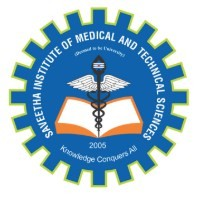 SAVEETHA INSTITUTE OF MEDICAL AND TECHNICAL SCIENCES
(Deemed to be University)
2005
Knowledge Conquers All